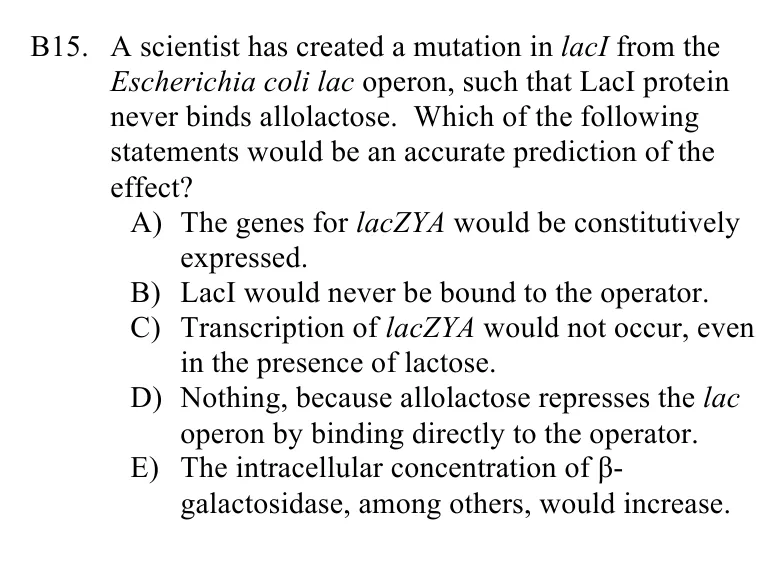 B15. A scientist has created a mutation in lacI from the
Escherichia coli lac operon, such that LacI protein
never binds allolactose. Which of the following
statements would be an accurate prediction of the
effect?
A) The genes for lacZYA would be constitutively
expressed.
B) LacI would never be bound to the operator.
C) Transcription of lacZYA would not occur, even
in the presence of lactose.
D) Nothing, because allolactose represses the lac
operon by binding directly to the operator.
E) The intracellular concentration of β-
galactosidase, among others, would increase.